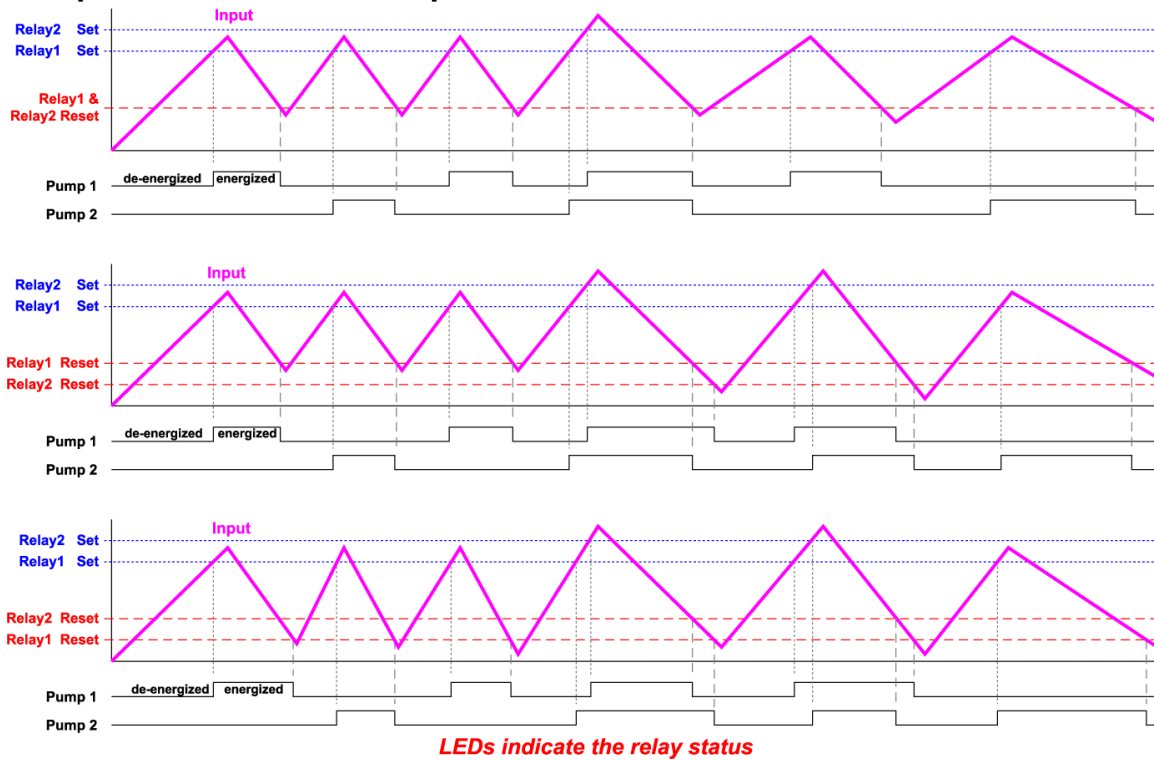 Input
Relay2 Set
Relay1 Set
Relay1 &
Relay2 Reset
de-energized energized
Pump 1
Pump 2
Input
Relay2 Set
Relay1 Set
Relay1 Reset
Relay2 Reset
de-energized energized
Pump 1
Pump 2
Input
Relay2 Set
Relay1 Set
Relay2 Reset
Relay1 Reset
de-energized energized
Pump 1
Pump 2
LEDs indicate the relay status